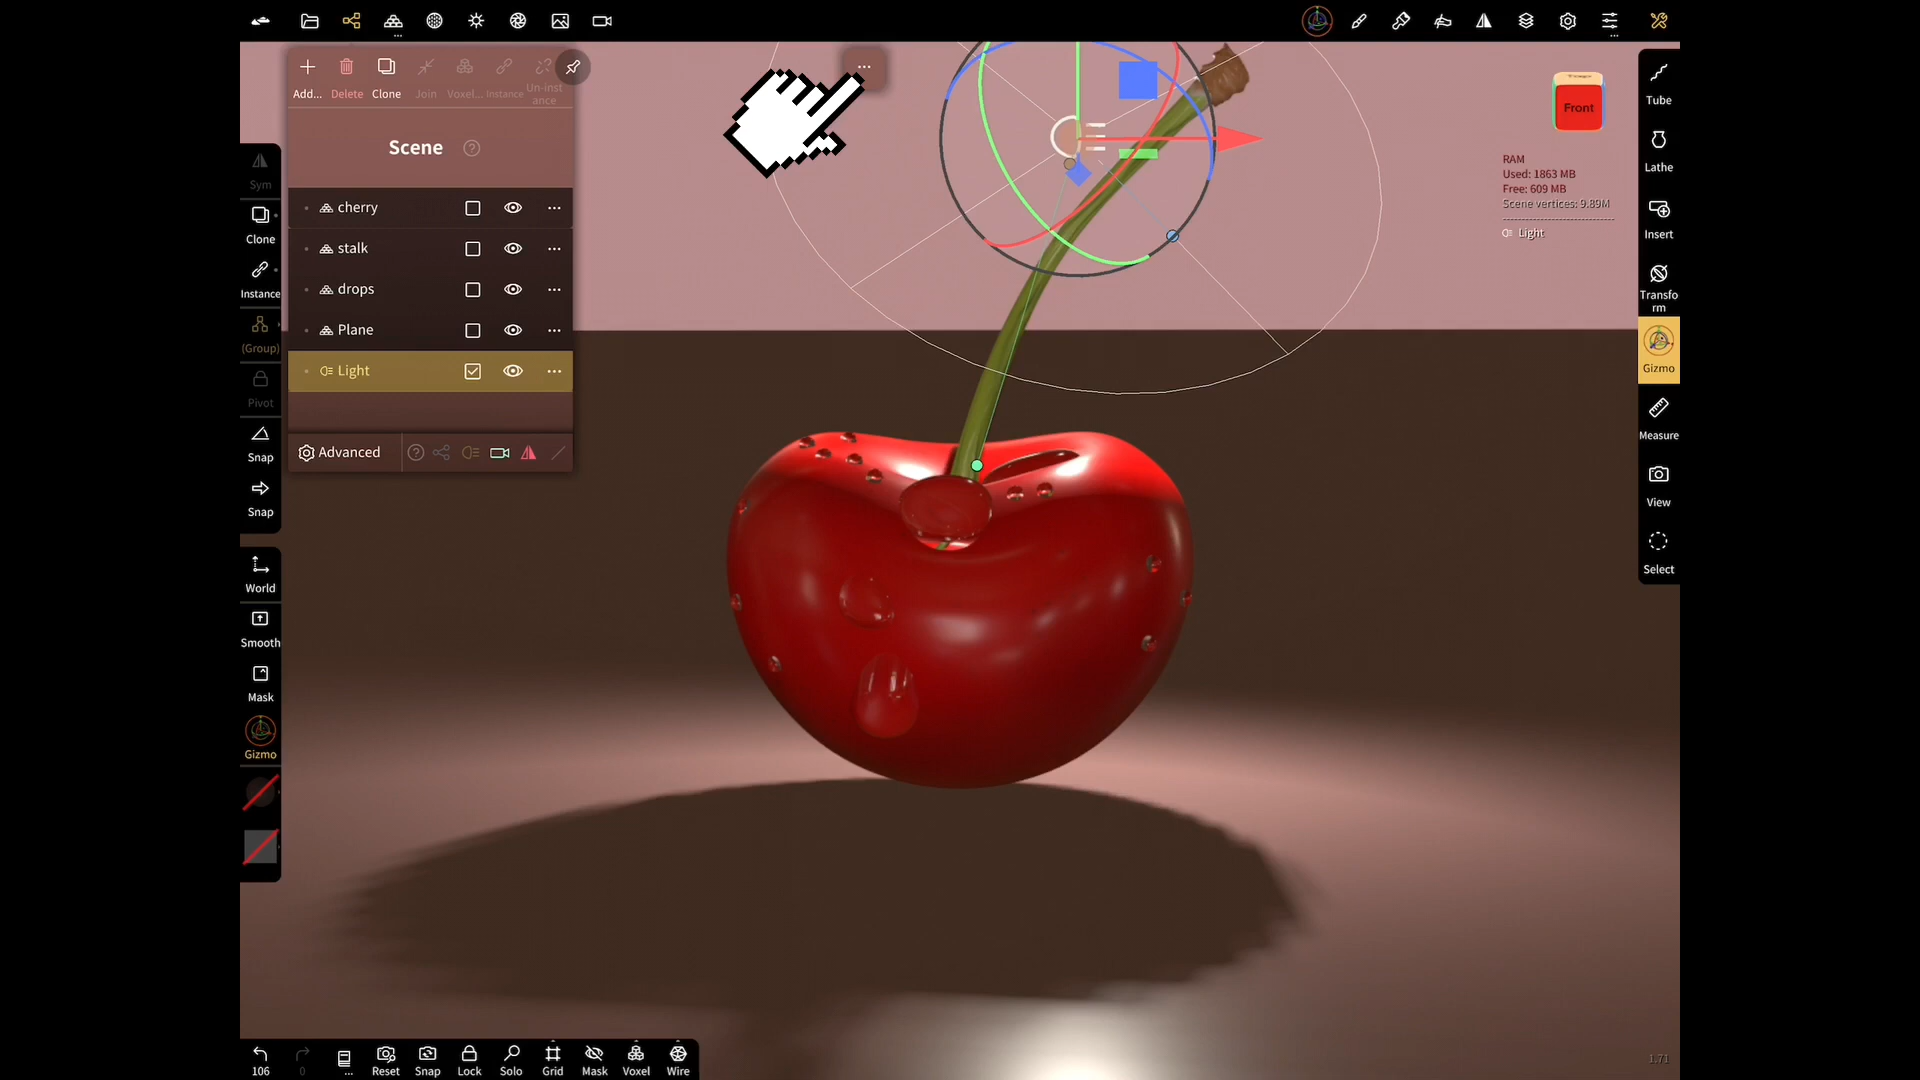 Add...
Delete
Clone
Join
Voxel...
Instance
Un-inst
ance
Scene
cherry
stalk
drops
Plane
Light
Advanced
Sym
Clone
Instance
(Group)
Pivot
Snap
Snap
World
Smooth
Mask
Gizmo
Front
RAM
Used: 1863 MB
Free: 609 MB
Scene vertices: 9.89M
Light
Tube
Lathe
Insert
Transfo
rm
Gizmo
Measure
View
Select
106
0
Reset
Snap
Lock
Solo
Grid
Mask
Voxel
Wire
1.71